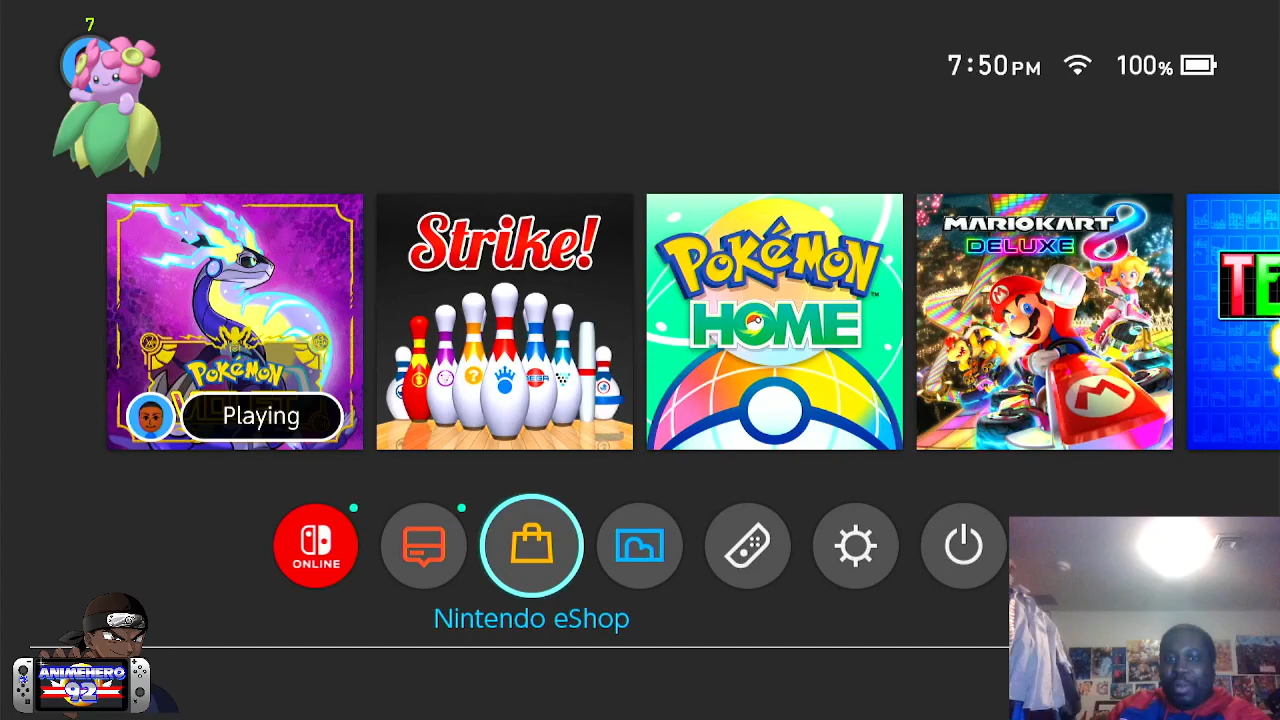 7
7:50PM
100%
Strike!
POKéMON
HOME
MARIOKART 8
DELUXE
POKéMON
Playing
ONLINE
Nintendo eShop
ANIMEHERO
92